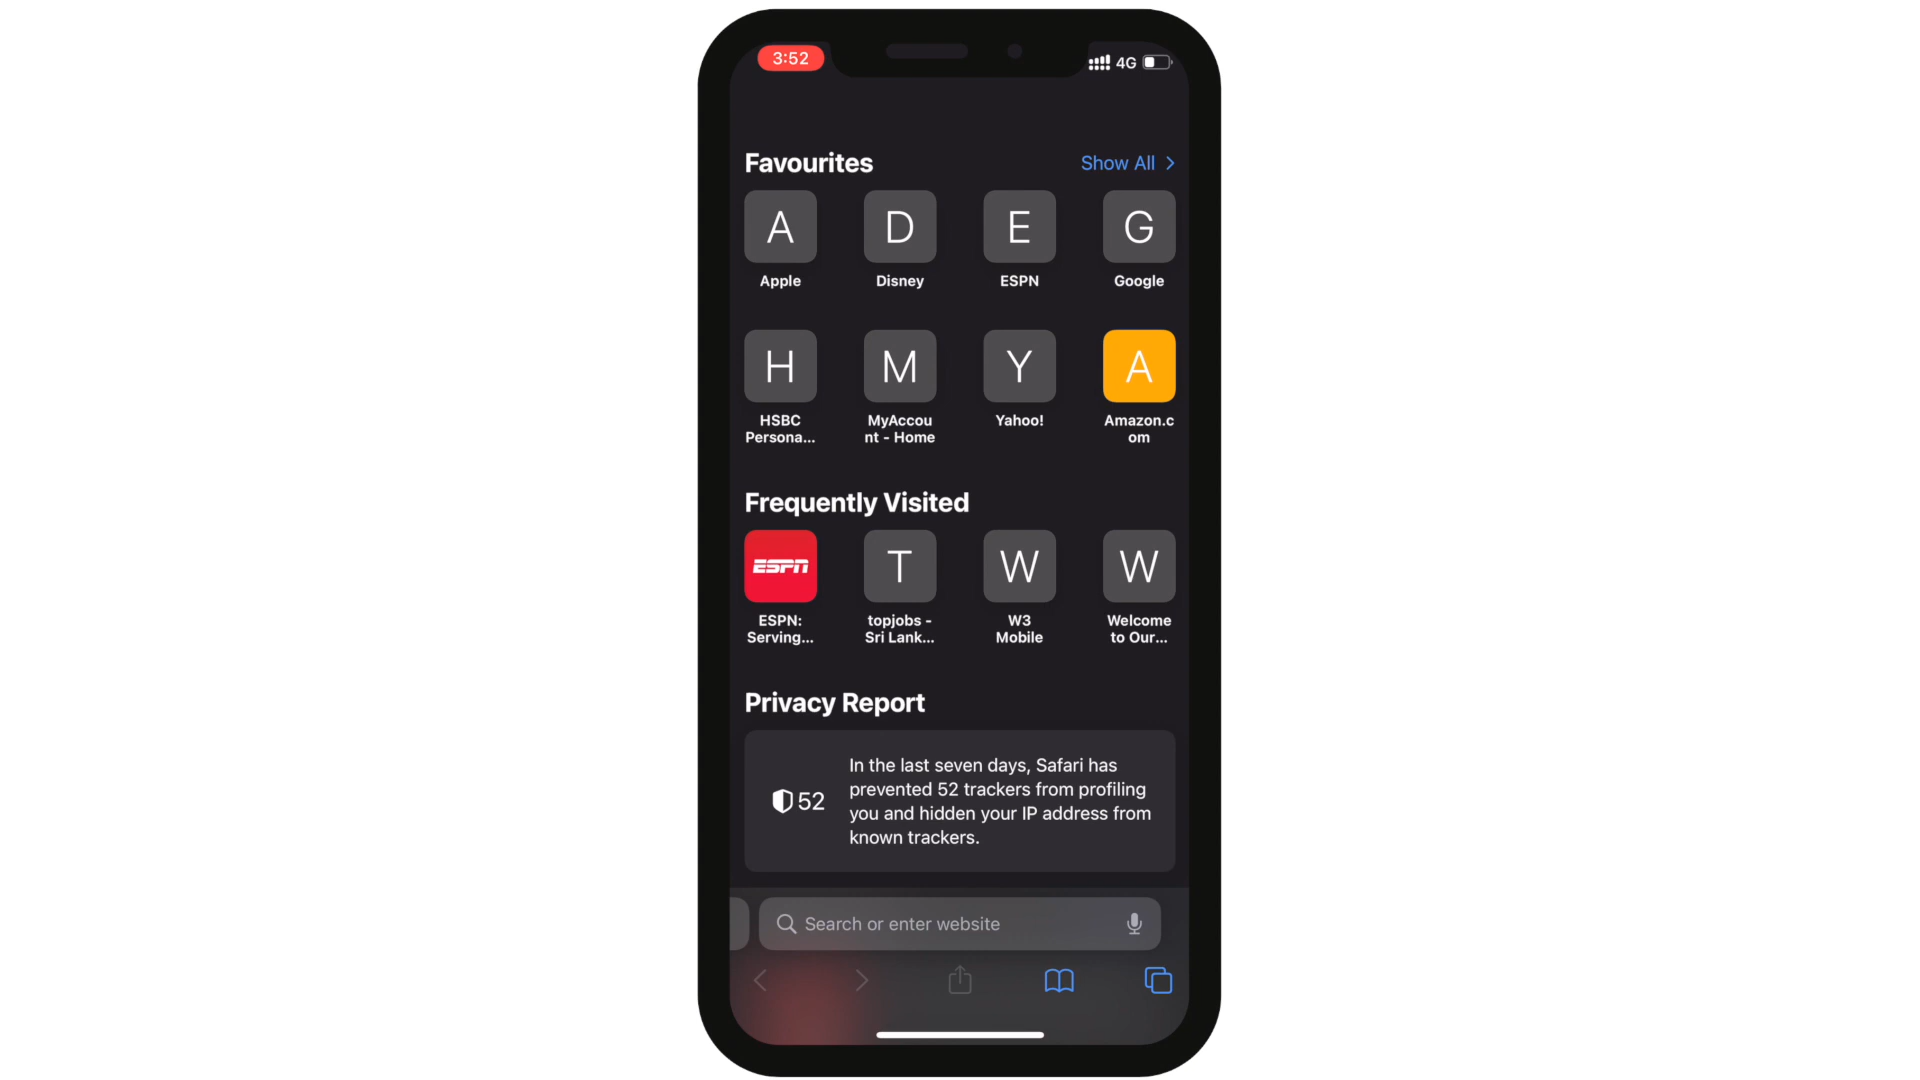 3:52
4G
Favourites
Show All
A
D
E
G
Apple
Disney
ESPN
Google
H
M
Y
A
HSBC
Persona...
MyAccou
nt - Home
Yahoo!
Amazon.c
om
Frequently Visited
ESPN
T
W
W
ESPN:
Serving...
topjobs -
Sri Lank...
W3
Mobile
Welcome
to Our...
Privacy Report
52
In the last seven days, Safari has
prevented 52 trackers from profiling
you and hidden your IP address from
known trackers.
Search or enter website